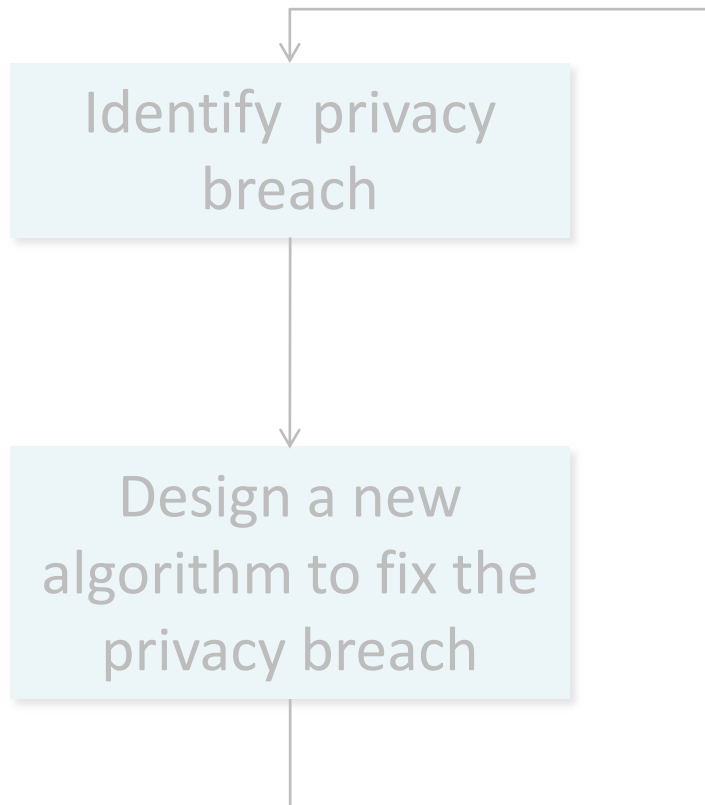 Identify  privacy
breach
Design a new
algorithm to fix the
privacy breach